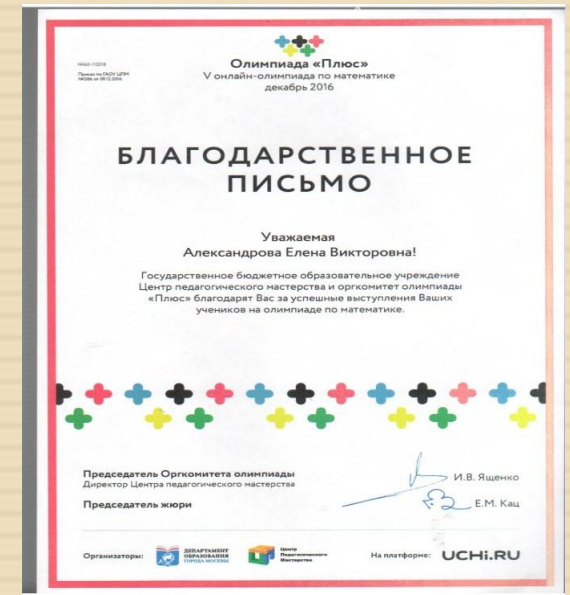 Олимпиада «Плюс»
V онлайн-олимпиада по математике
декабрь 2016
БЛАГОДАРСТВЕННОЕ
ПИСЬМО
Уважаемая
Александрова Елена Викторовна!
Государственное бюджетное образовательное учреждение
Центр педагогического мастерства и оргкомитет олимпиады
«Плюс» благодарят Вас за успешные выступления Ваших
учеников на олимпиаде по математике.
Председатель Оргкомитета олимпиады
Директор Центра педагогического мастерства
И.В. Ященко
Председатель жюри
Е.М. Кац
Организаторы:
ДЕПАРТАМЕНТ
ОБРАЗОВАНИЯ
ГОРОДА МОСКВЫ
Центр
Педагогического
Мастерства
На платформе: UCHi.RU